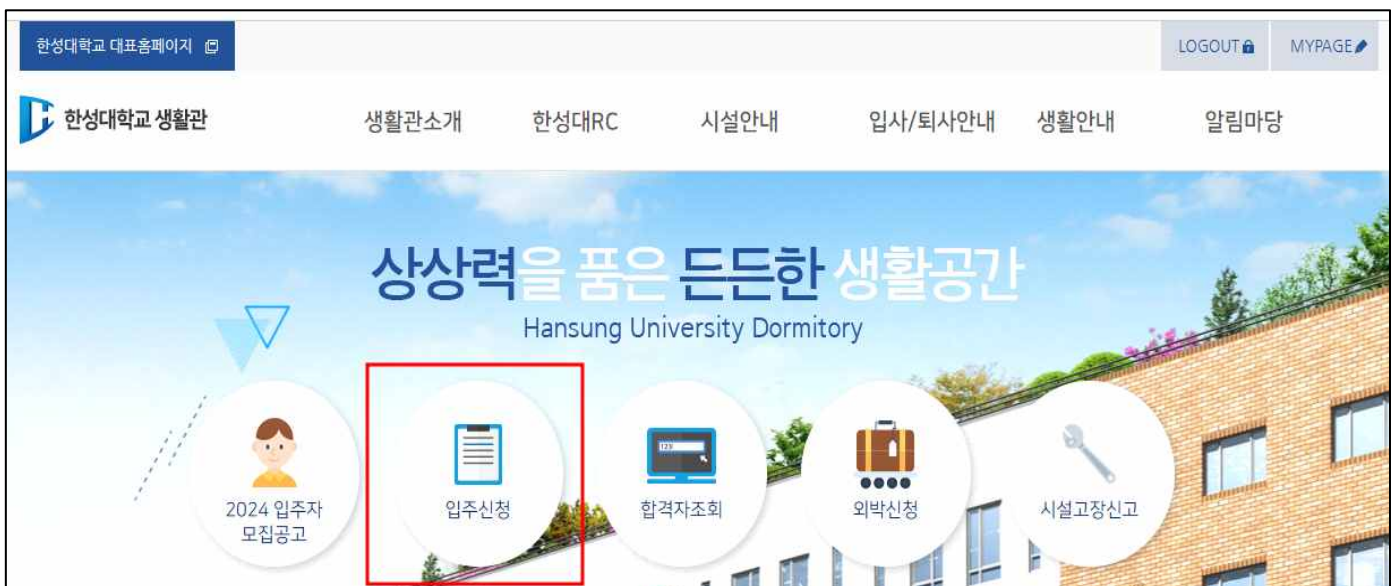 한성대학교 대표홈페이지
LOGOUT
MYPAGE
한성대학교 생활관
생활관소개
한성대RC
시설안내
입사/퇴사안내
생활안내
알림마당
상상력을 품은 든든한 생활공간
Hansung University Dormitory
2024 입주자
모집공고
입주신청
123
합격자조회
외박신청
시설고장신고